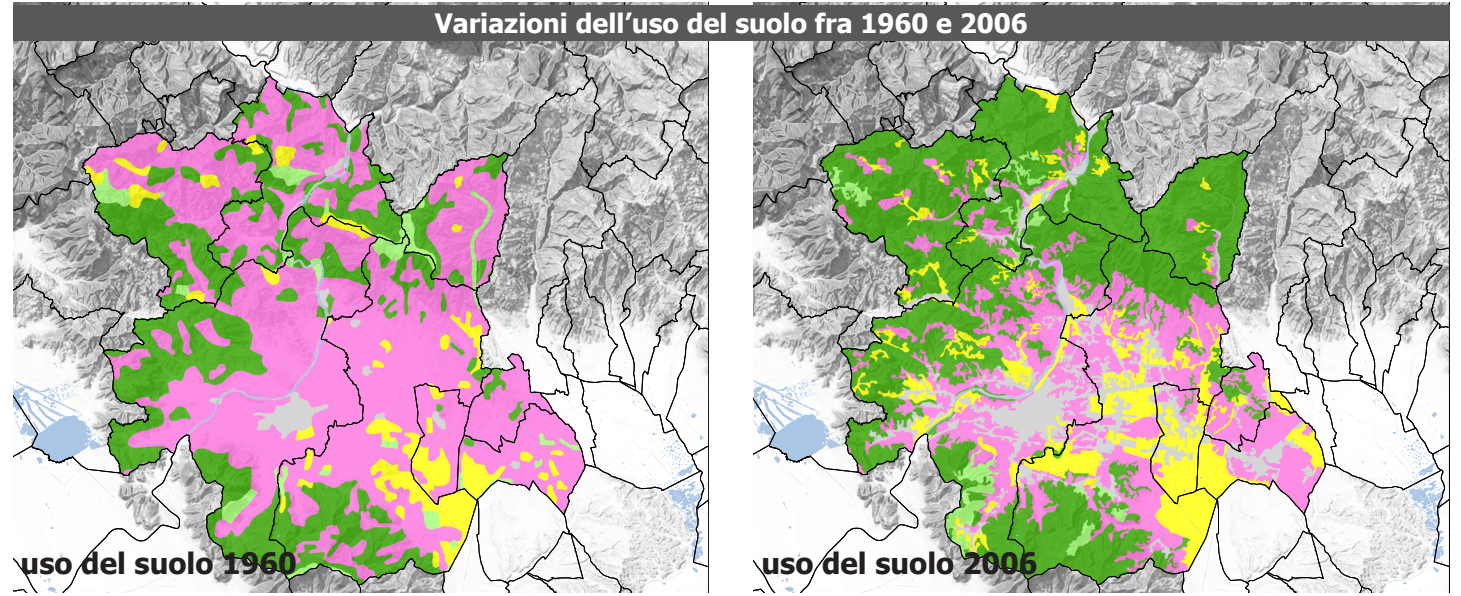 Variazioni dell’uso del suolo fra 1960 e 2006
uso del suolo 1960
uso del suolo 2006